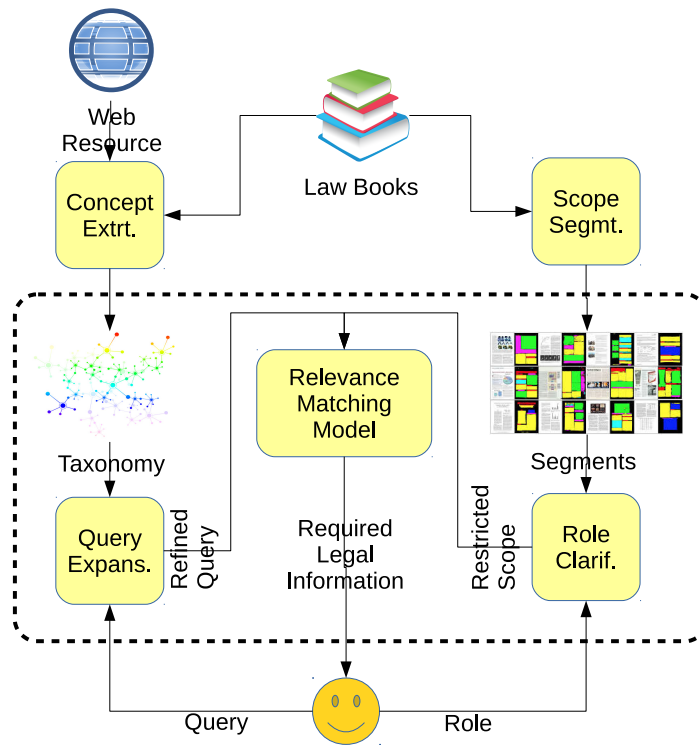 Web
Resource
Law Books
Concept
Extrt.
Scope
Segmt.
Relevance
Matching
Model
Taxonomy
Segments
Query
Expans.
Refined
Query
Required
Legal
Information
Restricted
Scope
Role
Clarif.
Query
Role